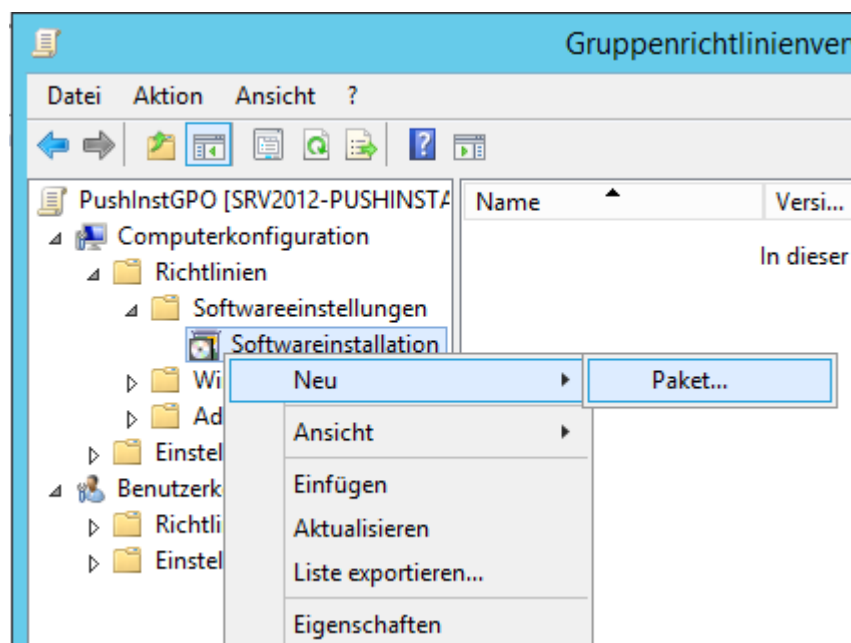 Gruppenrichtlinienver
Datei Aktion Ansicht ?
PushInstGPO [SRV2012-PUSHINSTA
Name
Versi...
Computerkonfiguration
In dieser
Richtlinien
Softwareeinstellungen
Softwareinstallation
Wi
Neu
Paket...
Ad
Ansicht
Einstel
Benutzerk
Einfügen
Richtli
Aktualisieren
Einstel
Liste exportieren...
Eigenschaften